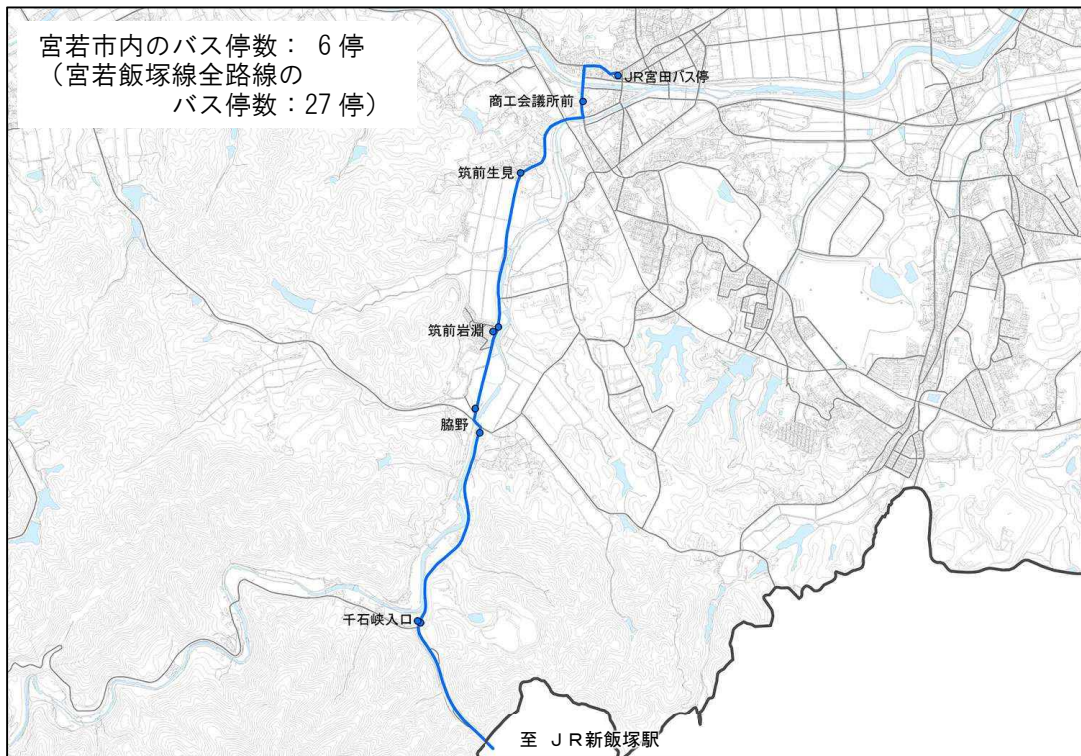 宮若市内のバス停数： 6 停
（宮若飯塚線全路線の
バス停数：27 停）
JR宮田バス停
商工会議所前
筑前生見
筑前岩淵
脇野
千石峡入口
至 ＪＲ新飯塚駅